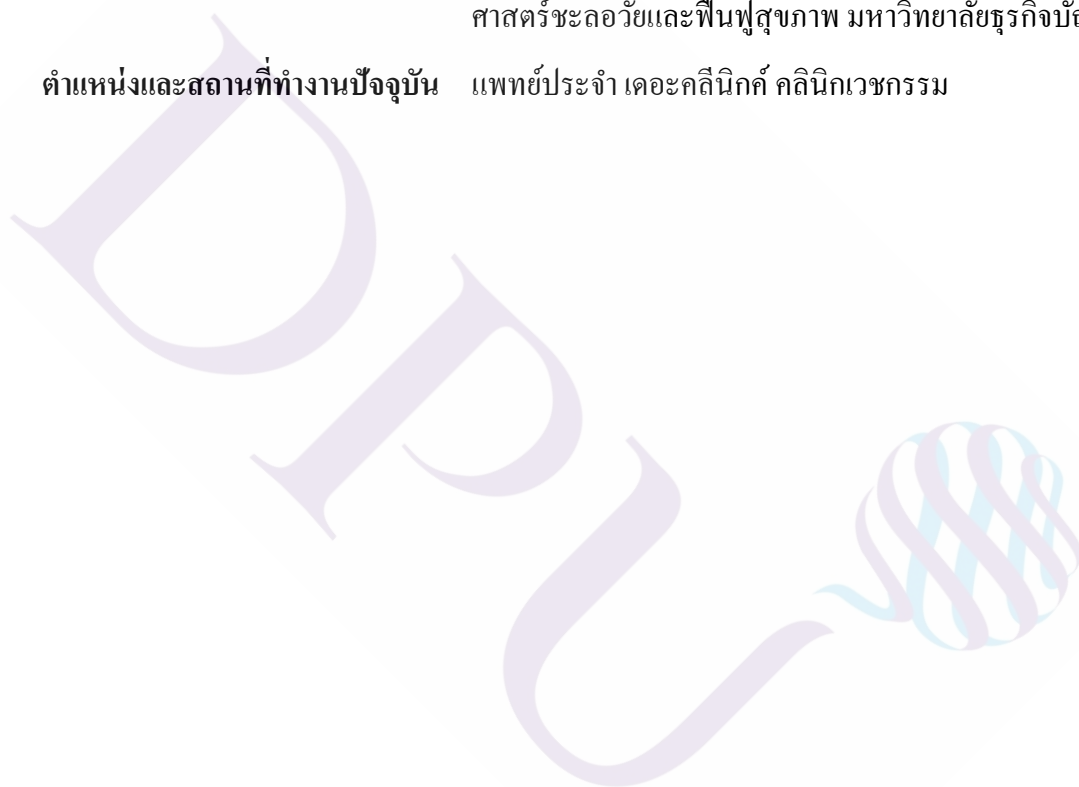 ศาสตร์ชะลอวัยและฟื้นฟูสุขภาพ มหาวิทยาลัยธุรกิจ
ตำแหน่งและสถานที่ทำงานปัจจุบัน แพทย์ประจำ เดอะคลีนิกค์ คลินิกเวชกรรม
DPU